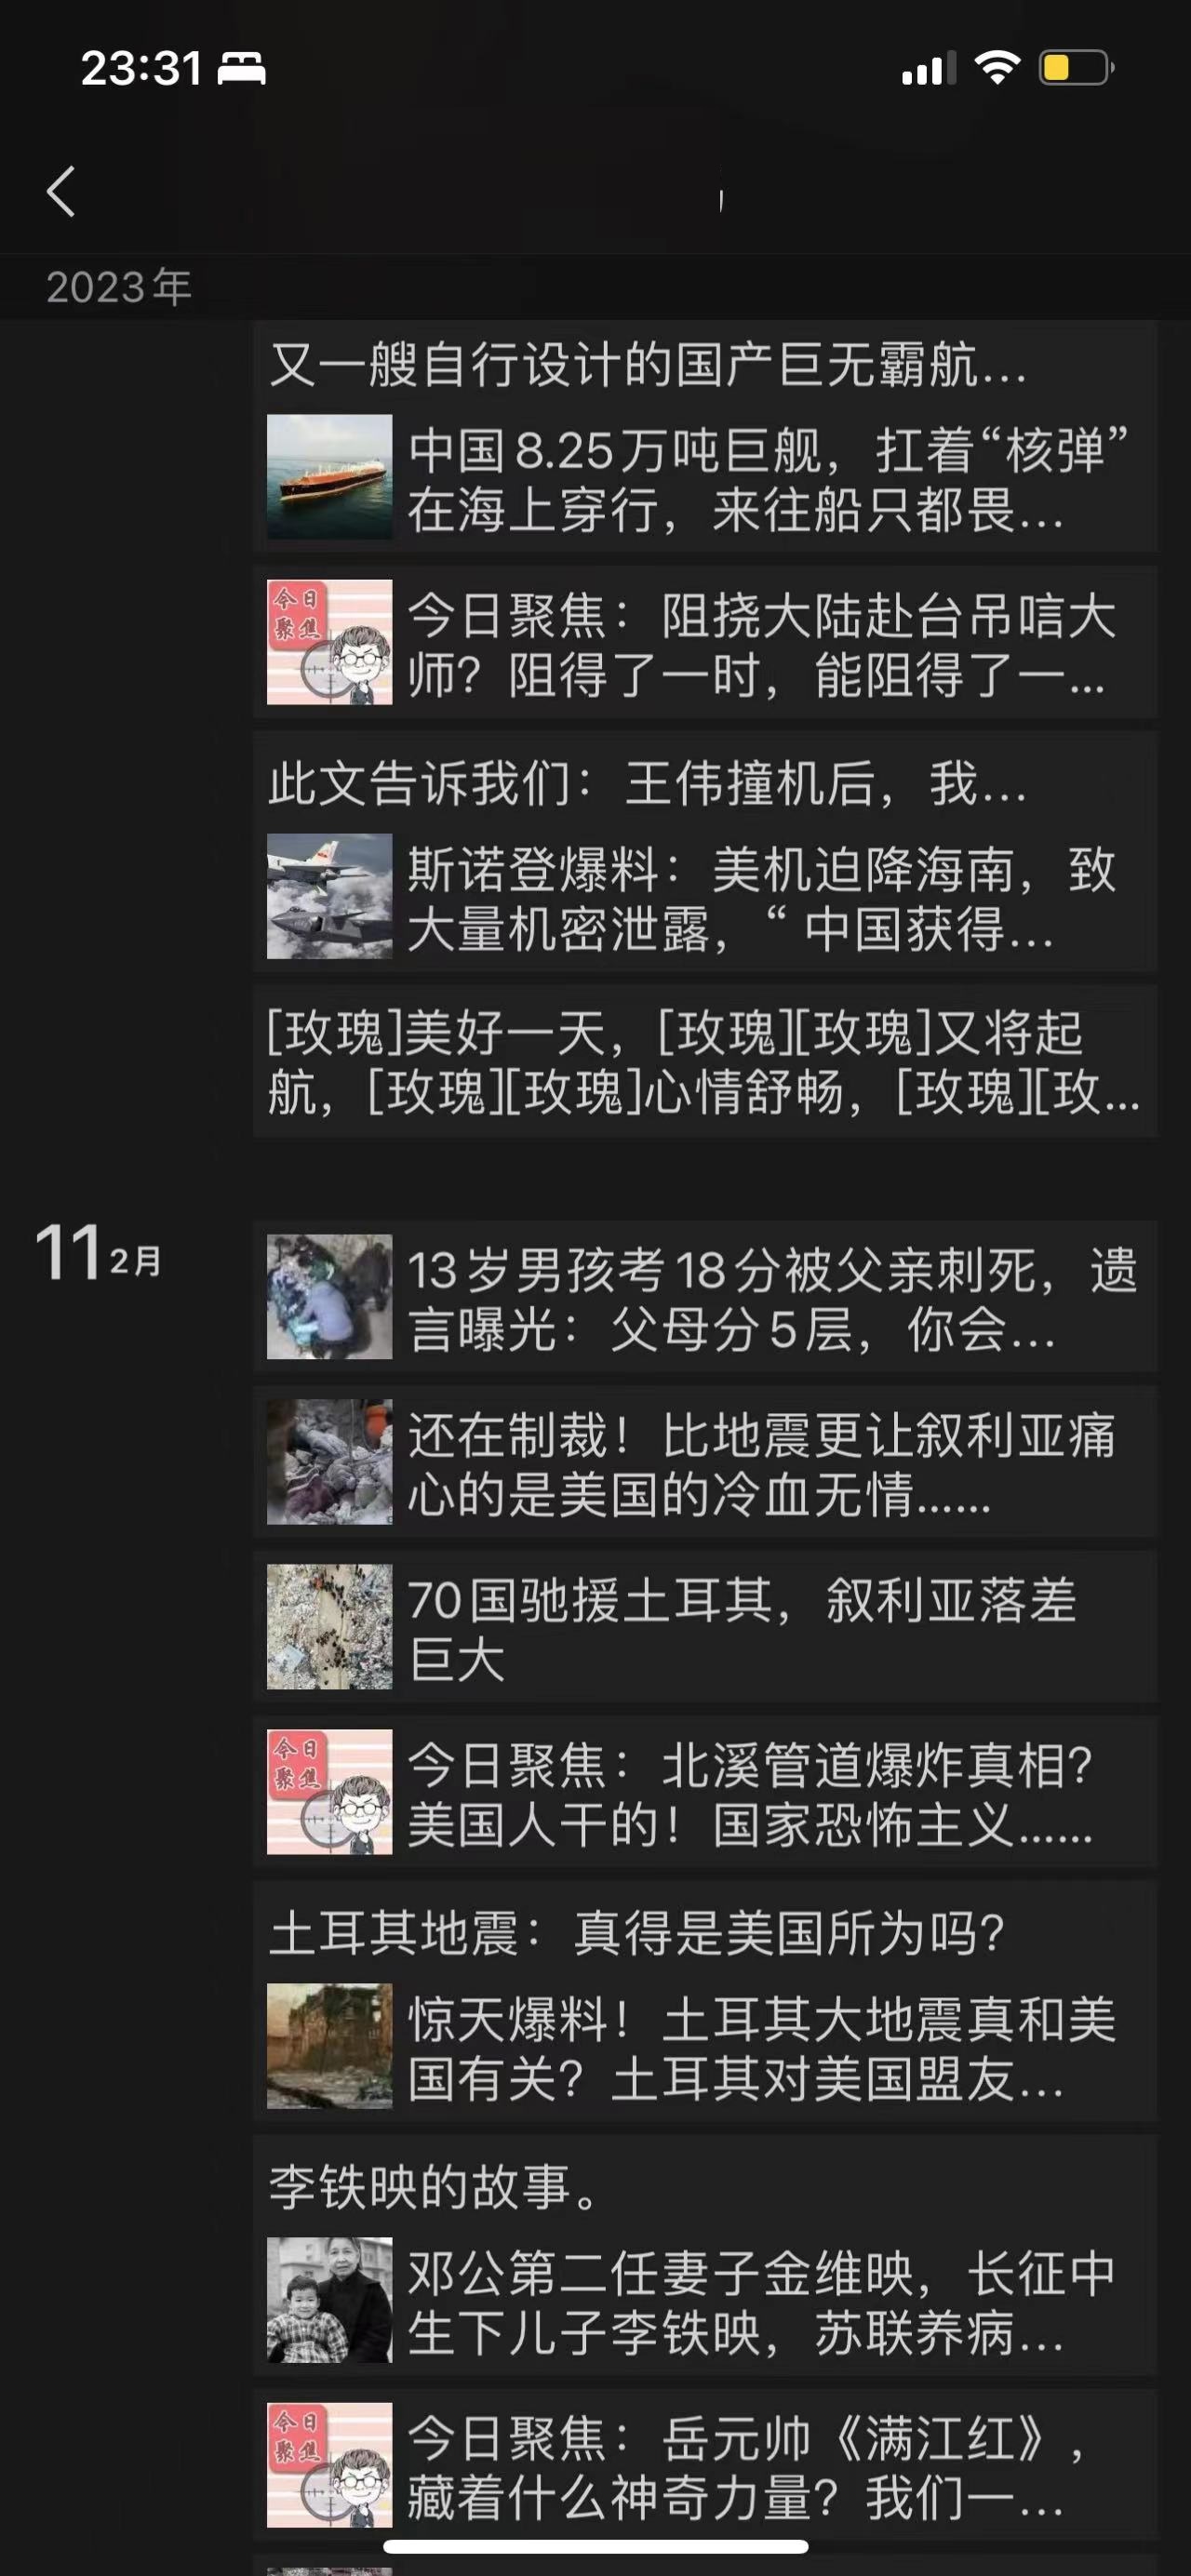 23:31
2023年
又一艘自行设计的国产巨无霸航...
中国8.25万吨巨舰，扛着“核弹”
在海上穿行，来往船只都畏...
今日
聚焦
今日聚焦：阻挠大陆赴台吊唁大
师？阻得了一时，能阻得了一...
此文告诉我们：王伟撞机后，我...
斯诺登爆料：美机迫降海南，致
大量机密泄露，“ 中国获得...
[玫瑰]美好一天，[玫瑰][玫瑰]又将起
航，[玫瑰][玫瑰]心情舒畅，[玫瑰][玫...
11 2月
13岁男孩考18分被父亲刺死，遗
言曝光：父母分5层，你会...
还在制裁！比地震更让叙利亚痛
心的是美国的冷血无情......
70国驰援土耳其，叙利亚落差
巨大
今日
聚焦
今日聚焦：北溪管道爆炸真相？
美国人干的！国家恐怖主义......
土耳其地震：真得是美国所为吗？
惊天爆料！土耳其大地震真和美
国有关？土耳其对美国盟友...
李铁映的故事。
邓公第二任妻子金维映，长征中
生下儿子李铁映，苏联养病...
今日
聚焦
今日聚焦：岳元帅《满江红》，
藏着什么神奇力量？我们一...